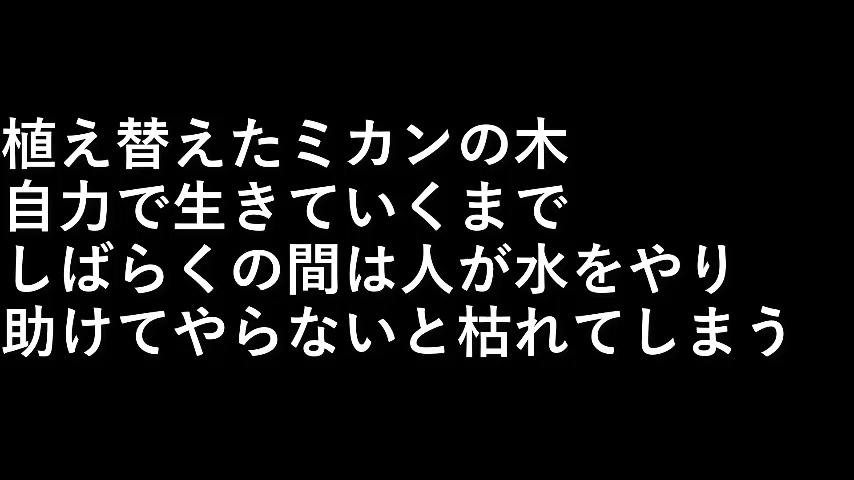 植え替えたミカンの木
自力で生きていくまで
しばらくの間は人が水をやり
助けてやらないと枯れてしまう